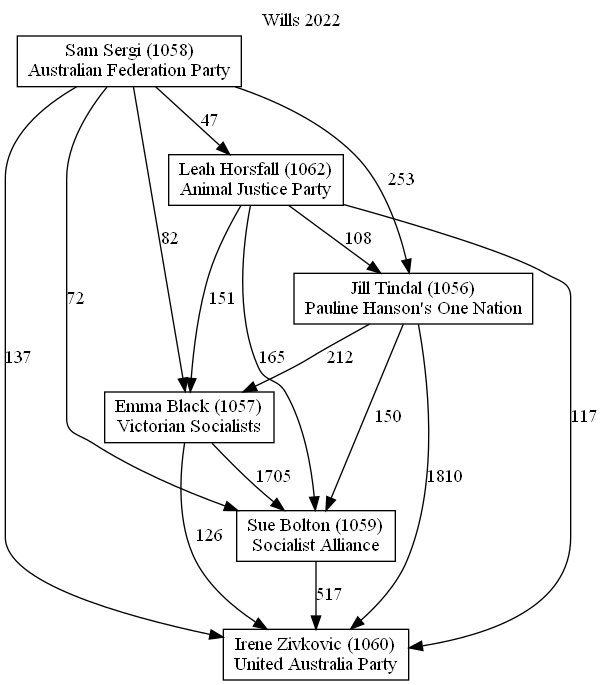 Wills 2022
Sam Sergi (1058)
Australian Federation Party
47
Leah Horsfall (1062)
Animal Justice Party
253
82
151
108
Jill Tindal (1056)
Pauline Hanson's One Nation
72
137
165
212
117
Emma Black (1057)
Victorian Socialists
150
1705
1810
126
Sue Bolton (1059)
Socialist Alliance
517
Irene Zivkovic (1060)
United Australia Party